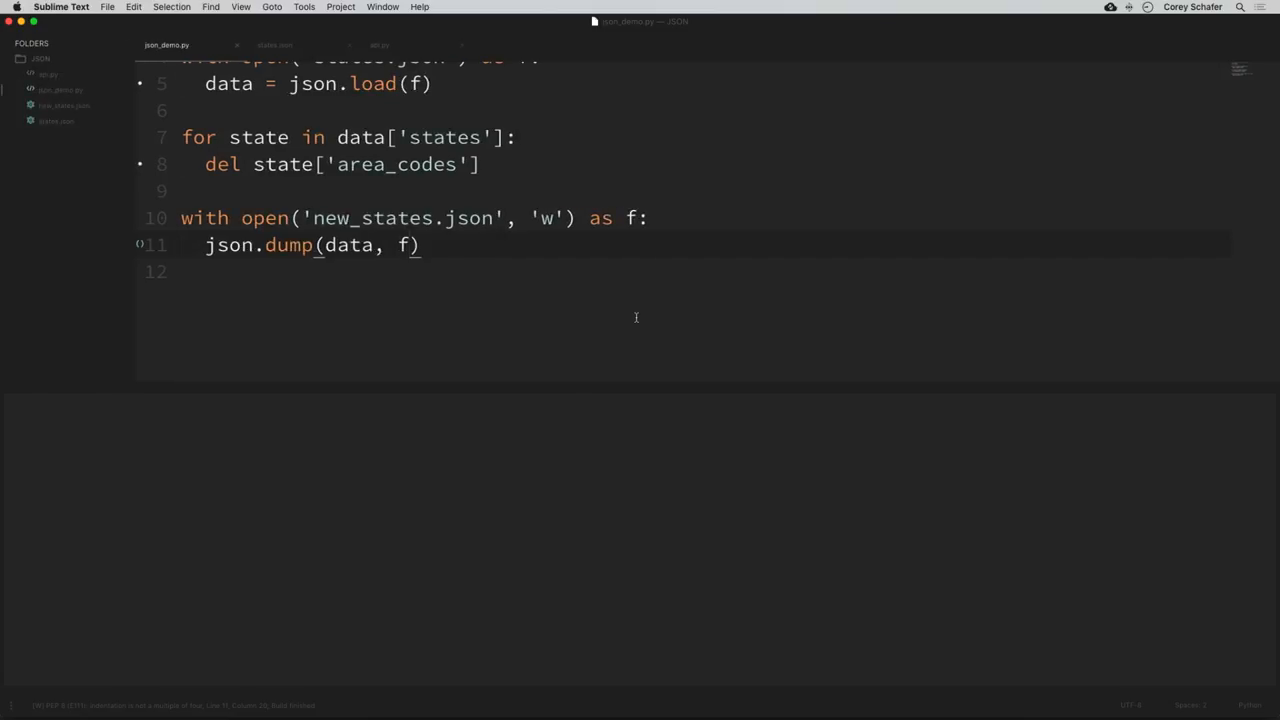 Sublime Text File Edit Selection Find View Goto Tools Project Window Help Corey Schafer
json_demo.py — JSON
FOLDERS
JSON
api.py
json_demo.py
new_states.json
states.json
json_demo.py × states.json × api.py ×
5 data = json.load(f)
6
7 for state in data['states']:
8 del state['area_codes']
9
10 with open('new_states.json', 'w') as f:
11 json.dump(data, f)
12
[W] PEP 8 (E111): indentation is not a multiple of four, Line 11, Column 20, Build finished
UTF-8 Spaces: 2 Python